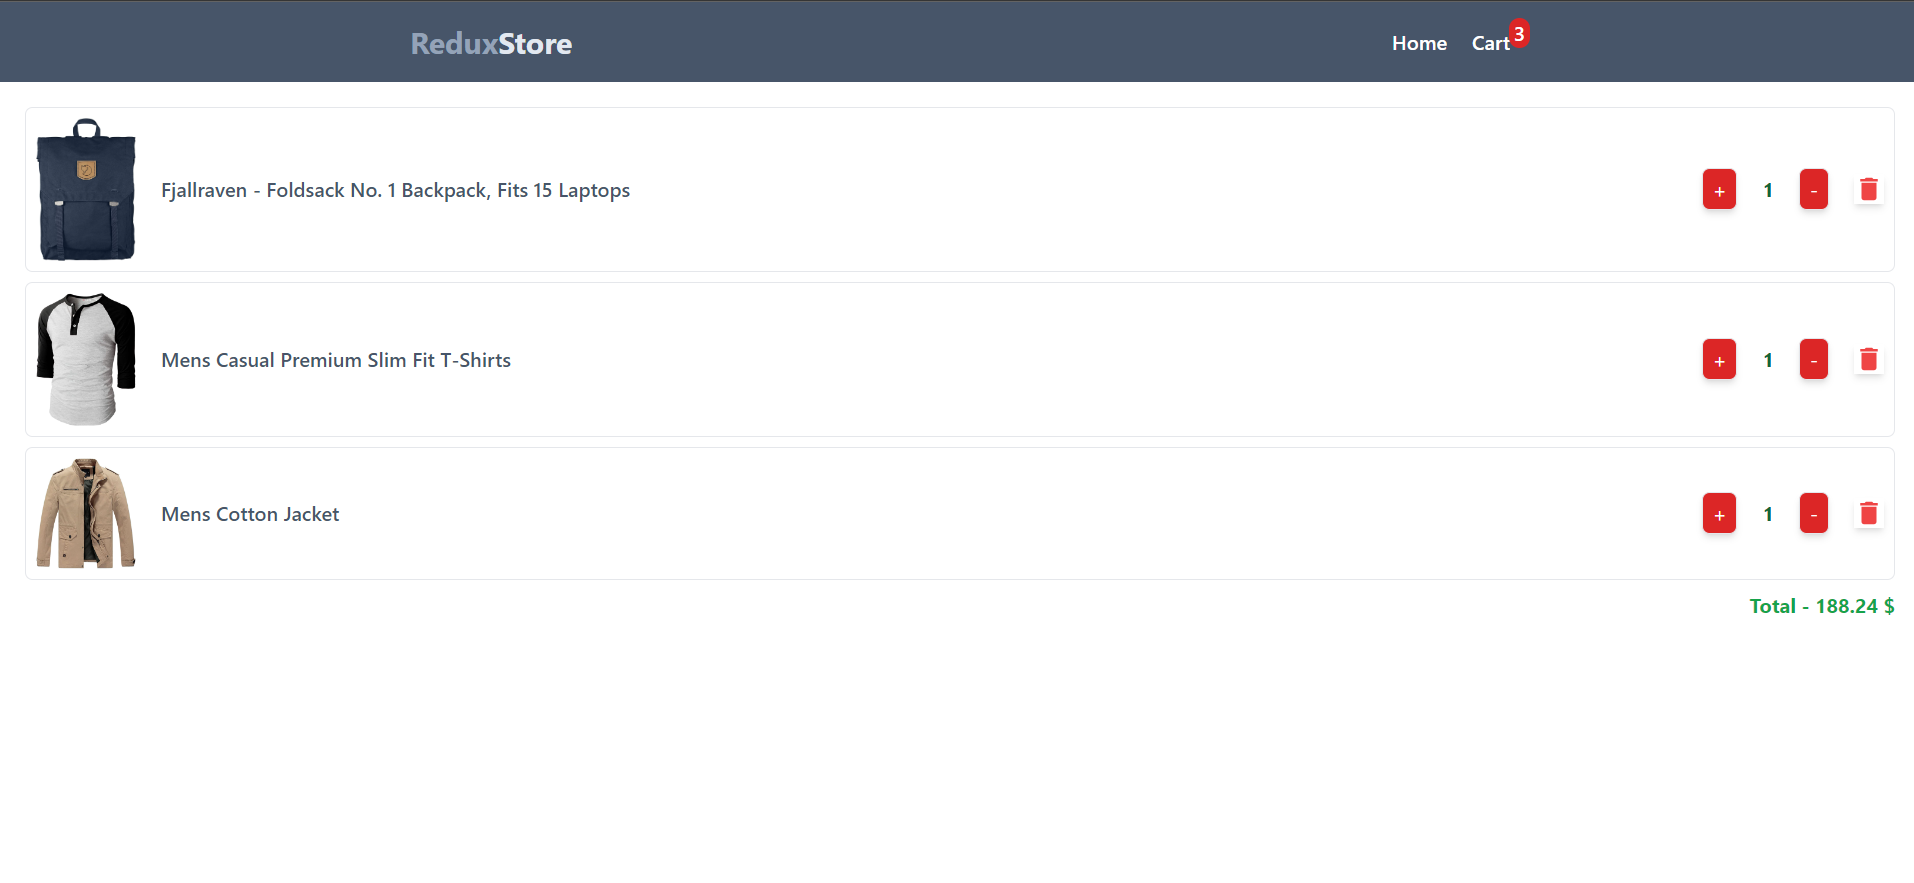 ReduxStore
Home Cart 3
Fjallraven - Foldsack No. 1 Backpack, Fits 15 Laptops + 1 -
Mens Casual Premium Slim Fit T-Shirts + 1 -
Mens Cotton Jacket + 1 -
Total - 188.24 $